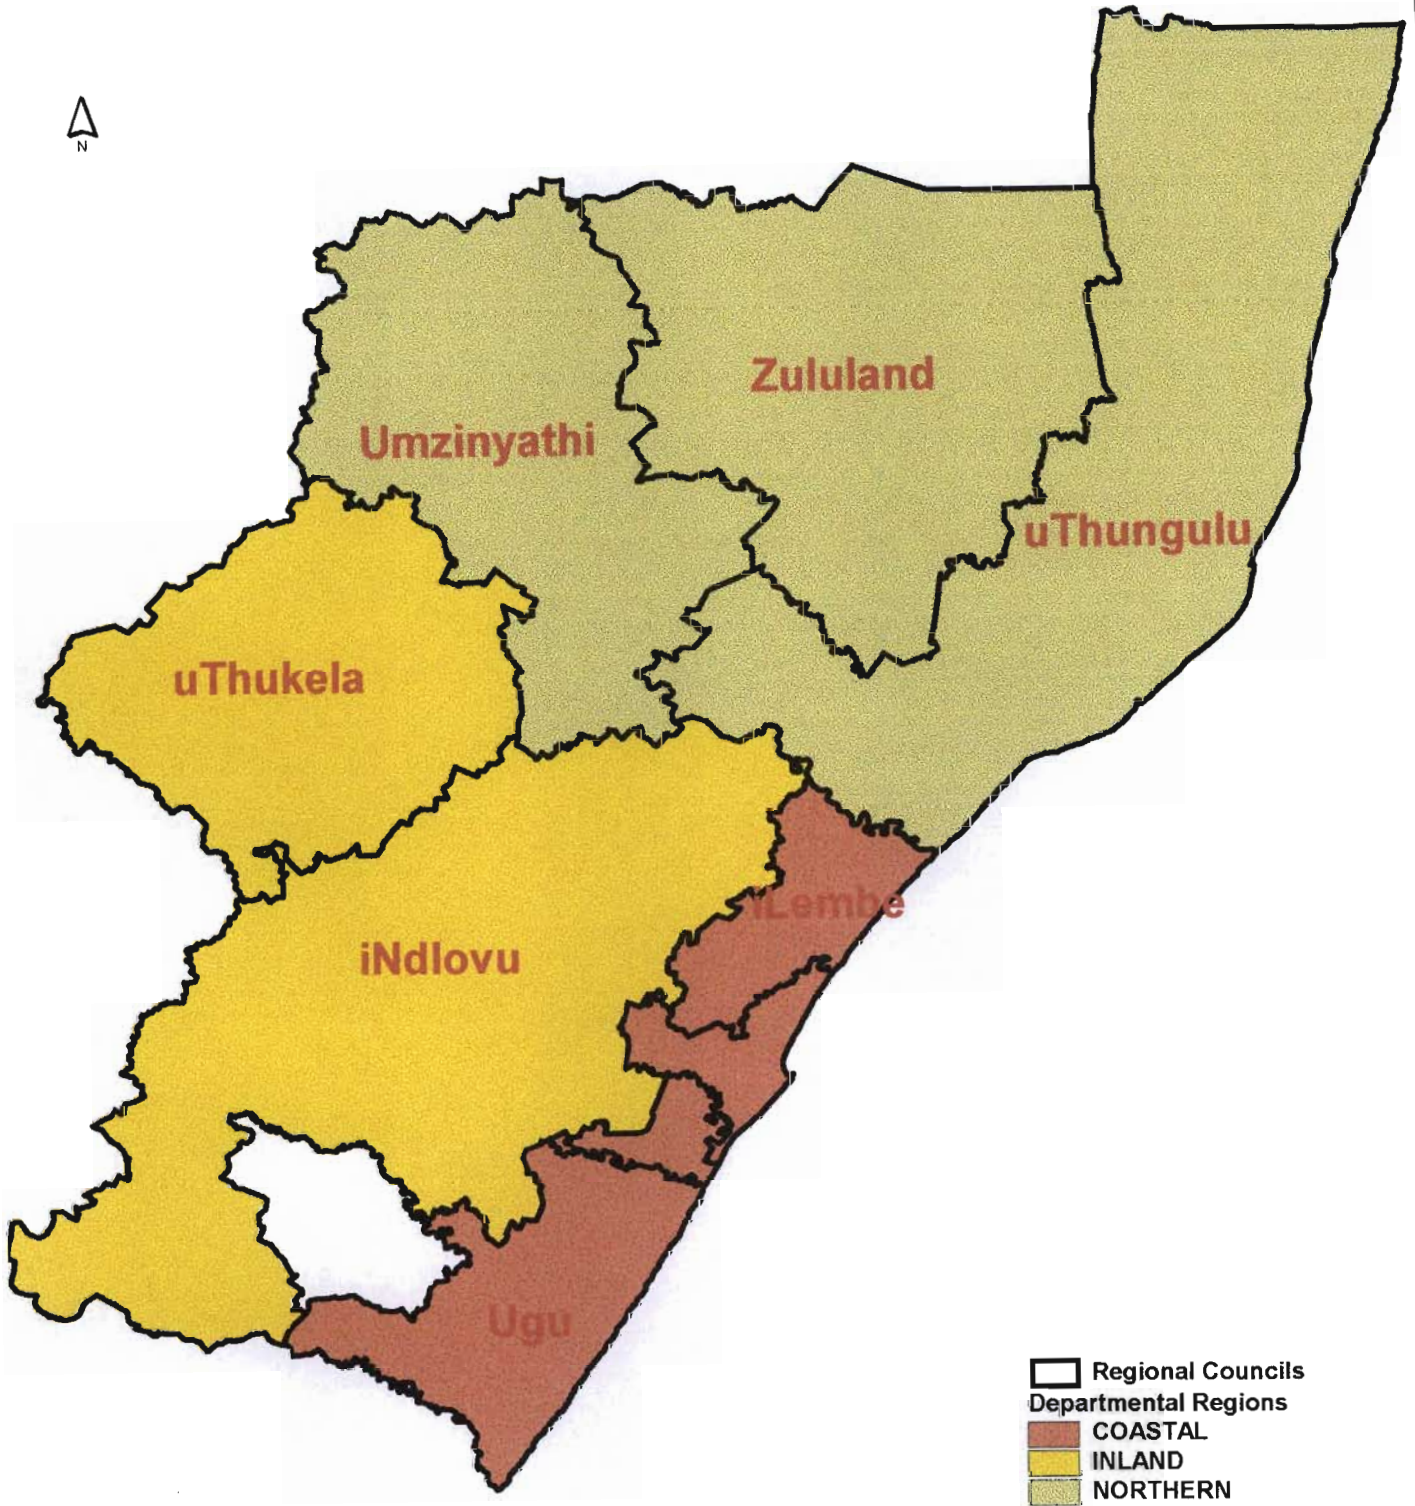 N
Zululand
Umzinyathi
uThungulu
uThukela
iLembe
iNdlovu
Ugu
Regional Councils
Departmental Regions
COASTAL
INLAND
NORTHERN